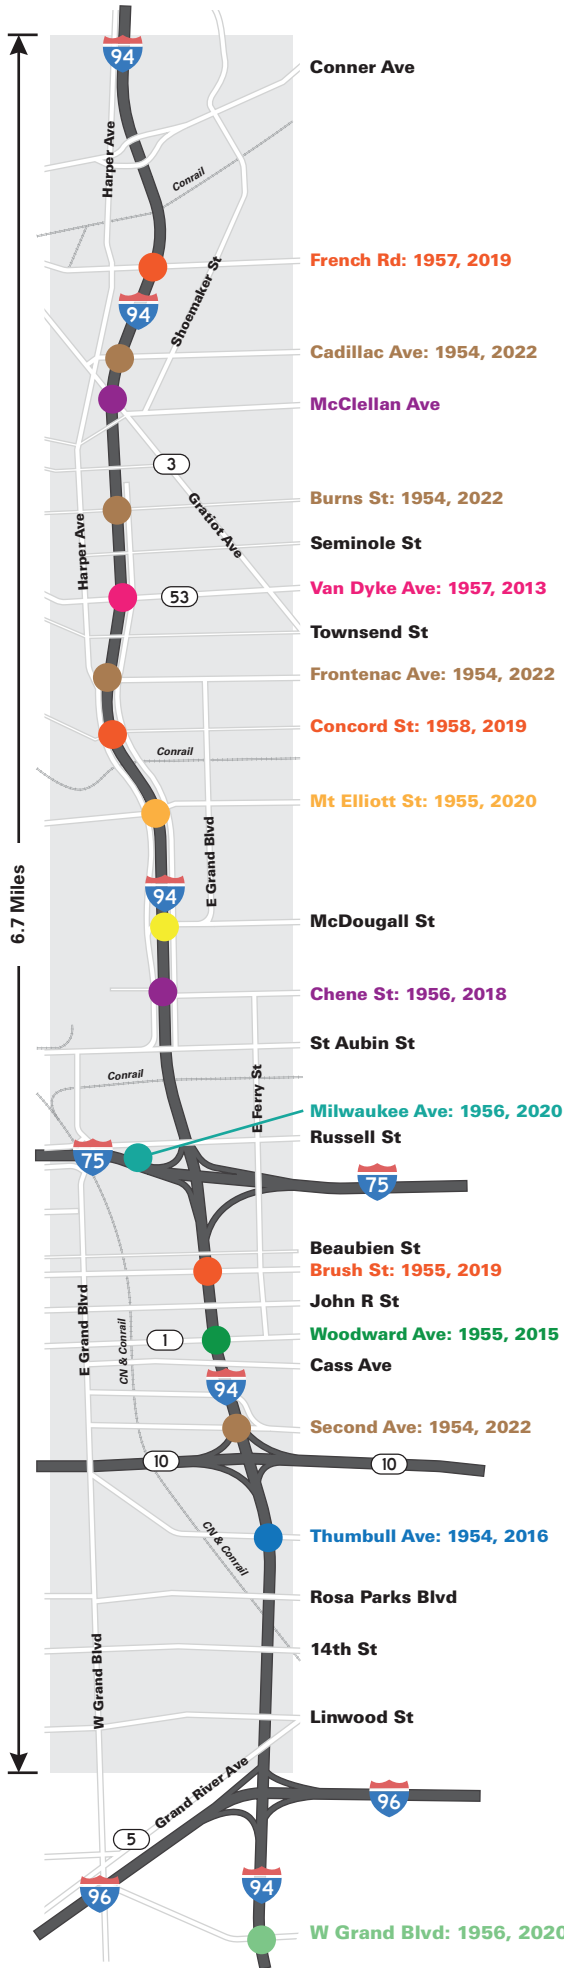 94
Conner Ave
Harper Ave
Conrail
Shoemaker St
French Rd: 1957, 2019
94
Cadillac Ave: 1954, 2022
McClellan Ave
3
Gratiot Ave
Burns St: 1954, 2022
Harper Ave
Seminole St
53
Van Dyke Ave: 1957, 2013
Townsend St
Frontenac Ave: 1954, 2022
Concord St: 1958, 2019
Conrail
Mt Elliott St: 1955, 2020
E Grand Blvd
6.7 Miles
94
McDougall St
Chene St: 1956, 2018
St Aubin St
Conrail
E Ferry St
Milwaukee Ave: 1956, 2020
Russell St
75
75
Beaubien St
Brush St: 1955, 2019
E Grand Blvd
CN & Conrail
John R St
1
Woodward Ave: 1955, 2015
Cass Ave
94
Second Ave: 1954, 2022
10
10
CN & Conrail
Thumbull Ave: 1954, 2016
Rosa Parks Blvd
14th St
W Grand Blvd
Linwood St
Grand River Ave
96
5
96
94
W Grand Blvd: 1956, 2020